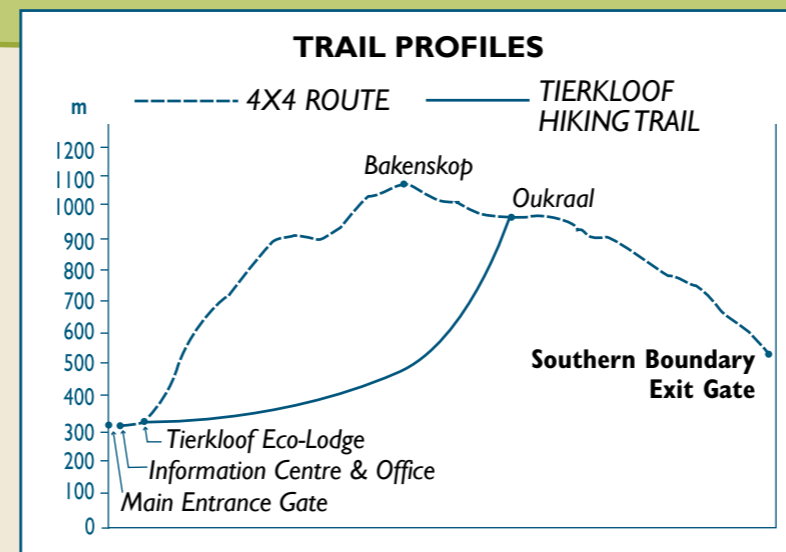 TRAIL PROFILES
m
4X4 ROUTE
TIERKLOOF
HIKING TRAIL
1200
1100
1000
900
800
700
600
500
400
300
200
100
0
Bakenskop
Oukraal
Southern Boundary
Exit Gate
Tierkloof Eco-Lodge
Information Centre & Office
Main Entrance Gate